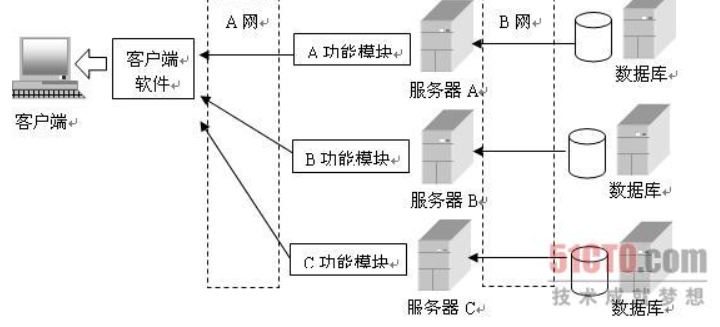 A 网
B 网
A 功能模块
客户端
软件
数据库
服务器 A
客户端
B 功能模块
数据库
服务器 B
C 功能模块
51CTO.com
技术成就梦想
服务器 C
数据库